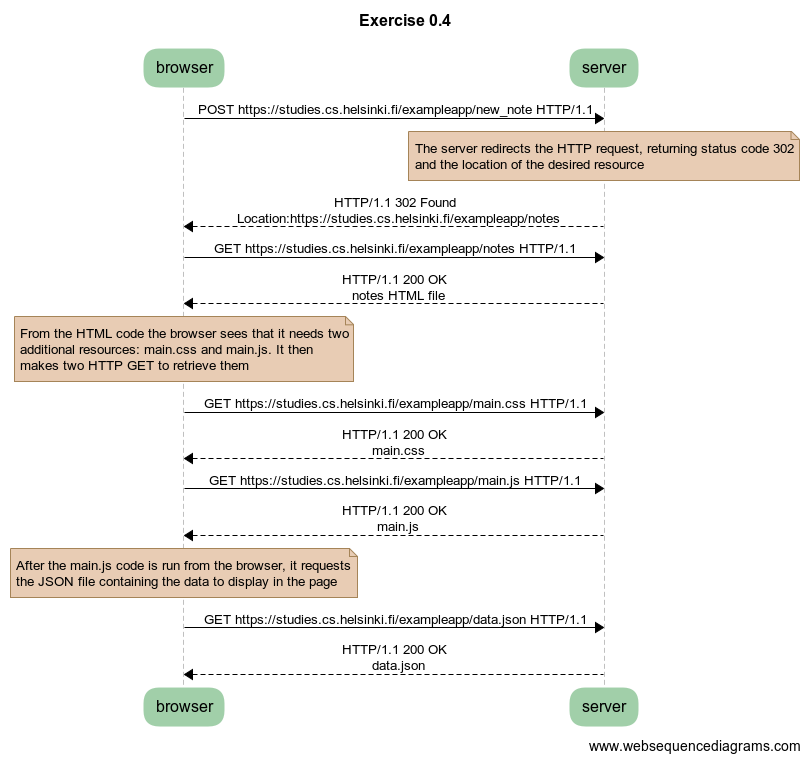 Exercise 0.4
browser
server
POST https://studies.cs.helsinki.fi/exampleapp/new_note HTTP/1.1
The server redirects the HTTP request, returning status code 302
and the location of the desired resource
HTTP/1.1 302 Found
Location:https://studies.cs.helsinki.fi/exampleapp/notes
GET https://studies.cs.helsinki.fi/exampleapp/notes HTTP/1.1
HTTP/1.1 200 OK
notes HTML file
From the HTML code the browser sees that it needs two
additional resources: main.css and main.js. It then
makes two HTTP GET to retrieve them
GET https://studies.cs.helsinki.fi/exampleapp/main.css HTTP/1.1
HTTP/1.1 200 OK
main.css
GET https://studies.cs.helsinki.fi/exampleapp/main.js HTTP/1.1
HTTP/1.1 200 OK
main.js
After the main.js code is run from the browser, it requests
the JSON file containing the data to display in the page
GET https://studies.cs.helsinki.fi/exampleapp/data.json HTTP/1.1
HTTP/1.1 200 OK
data.json
browser
server
www.websequencediagrams.com